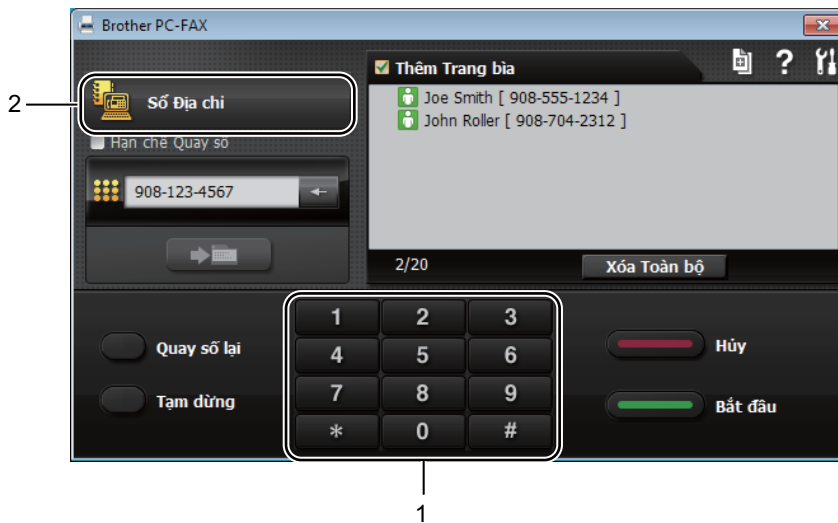 Brother PC-FAX
2
Số Địa chỉ
Hạn chế Quay số
908-123-4567
Thêm Trang bìa
?
Joe Smith [ 908-555-1234 ]
John Roller [ 908-704-2312 ]
2/20
Xóa Toàn bộ
Quay số lại
Tạm dừng
1 2 3
4 5 6
7 8 9
* 0 #
Hủy
Bắt đầu
1